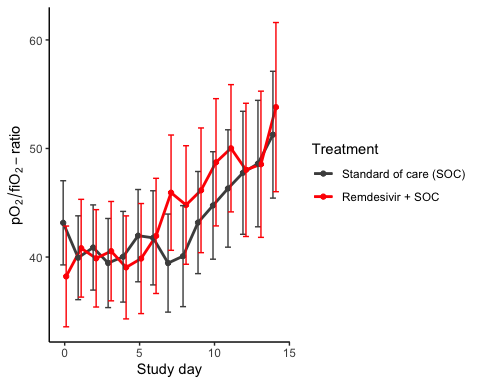 60
50
40
pO2/fiO2 – ratio
0
5
10
15
Study day
Treatment
Standard of care (SOC)
Remdesivir + SOC